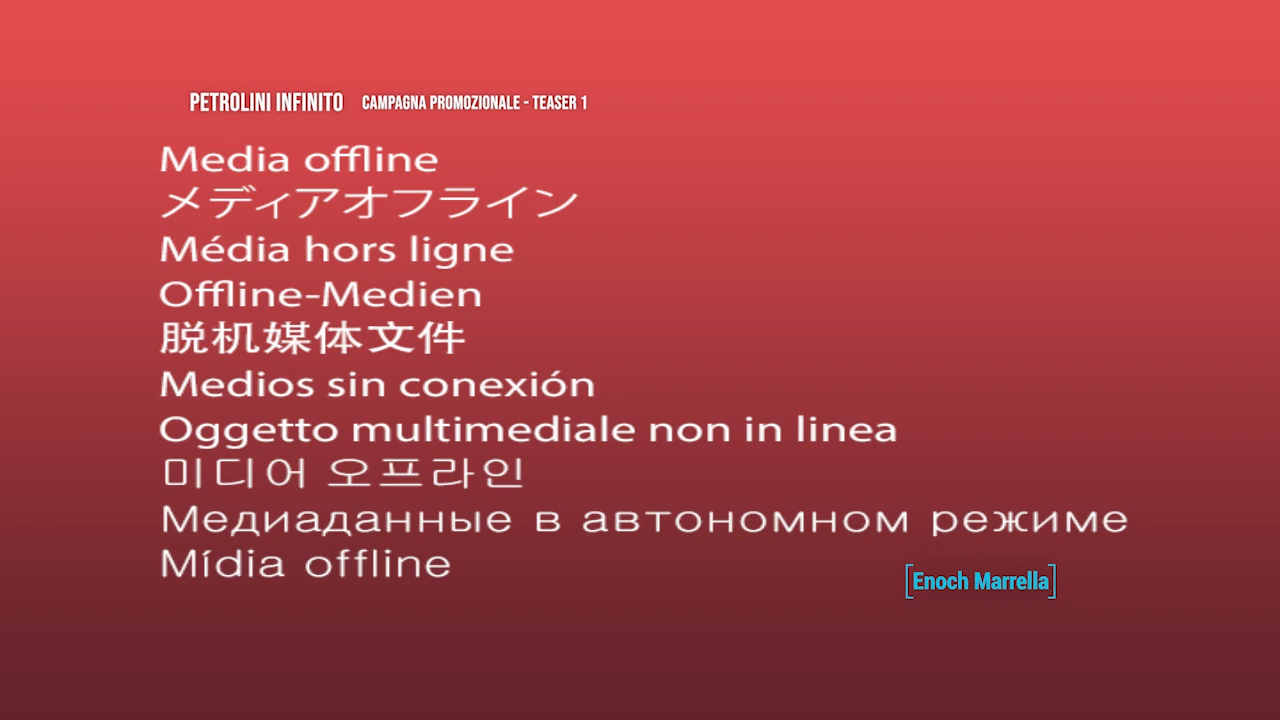 PETROLINI INFINITO CAMPAGNA PROMOZIONALE - TEASER 1
Media offline
メディアオフライン
Média hors ligne
Offline-Medien
脱机媒体文件
Medios sin conexión
Oggetto multimediale non in linea
미디어 오프라인
Медиаданные в автономном режиме
Mídia offline
[Enoch Marrella]